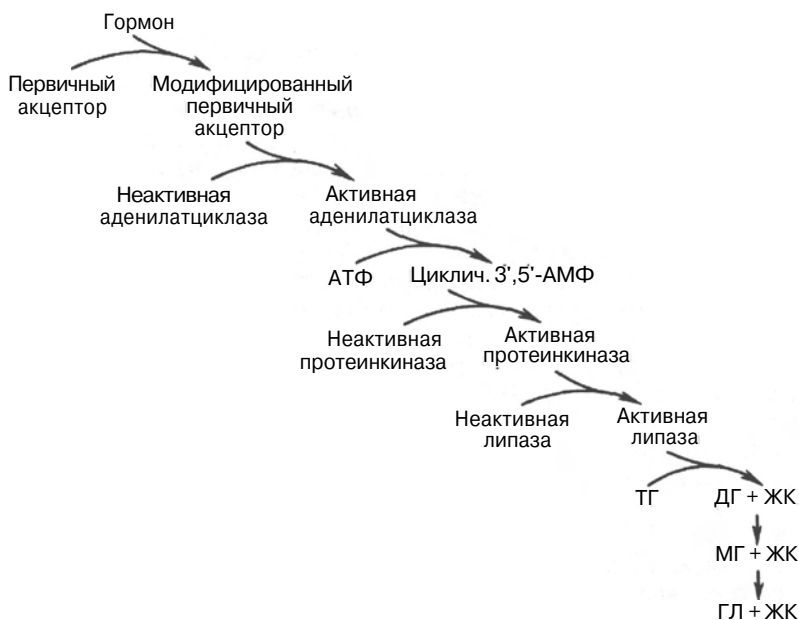 Гормон
Первичный
акцептор
Модифицированный
первичный
акцептор
Неактивная
аденилатциклаза
Активная
аденилатциклаза
АТФ
Циклич. 3',5'-АМФ
Неактивная
протеинкиназа
Активная
протеинкиназа
Неактивная
липаза
Активная
липаза
ТГ
ДГ + ЖК
МГ + ЖК
ГЛ + ЖК